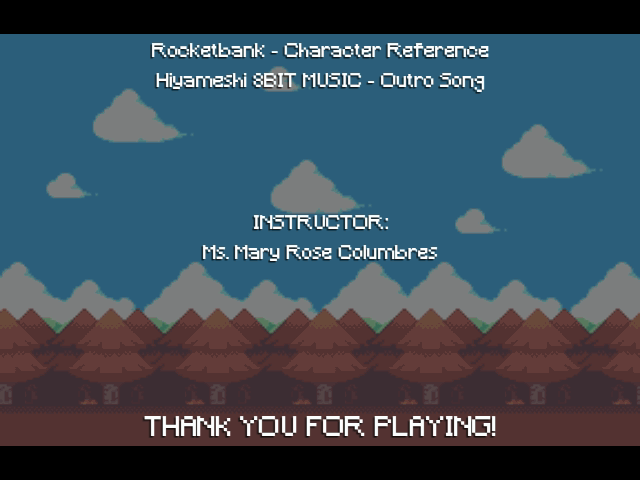 Rocketbank - Character Reference
Hiyameshi 8BIT MUSIC - Outro Song
INSTRUCTOR:
Ms. Mary Rose Columbres
THANK YOU FOR PLAYING!